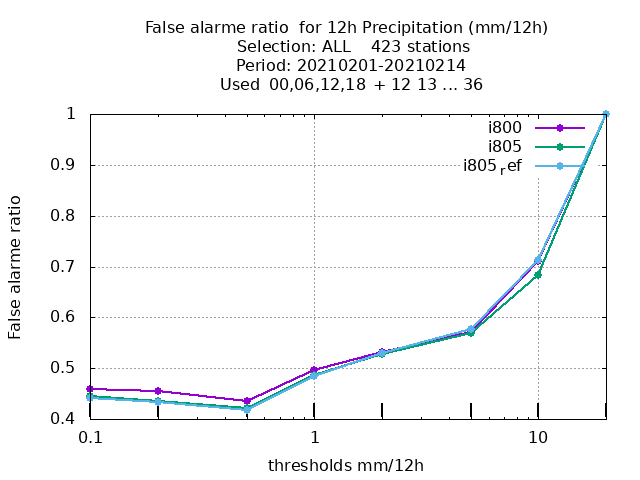 False alarme ratio  for 12h Precipitation (mm/12h)
Selection: ALL    423 stations
Period: 20210201-20210214
Used  00,06,12,18  + 12 13 ... 36
i800
i805
i805ref
False alarme ratio
1
0.9
0.8
0.7
0.6
0.5
0.4
0.1 1 10
thresholds mm/12h